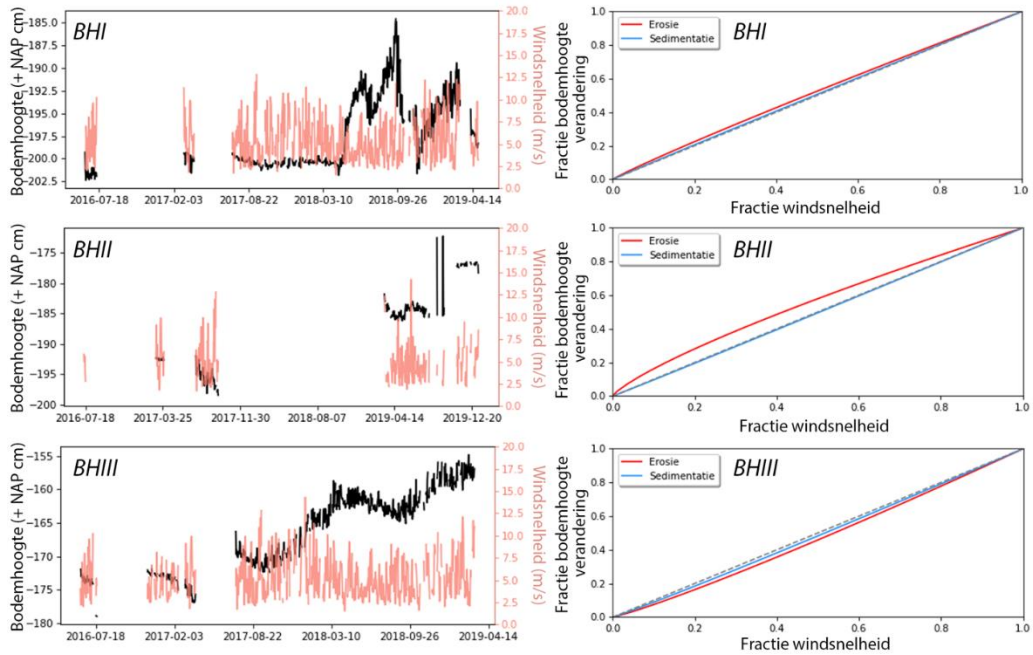 BHI
Bodemhoogte (+ NAP cm)
-185.0
-187.5
-190.0
-192.5
-195.0
-197.5
-200.0
-202.5
20.0
17.5
15.0
12.5
10.0
7.5
5.0
2.5
0.0
Windsnelheid (m/s)
2016-07-18 2017-02-03 2017-08-22 2018-03-10 2018-09-26 2019-04-14
BHI
Erosie
Sedimentatie
Fractie bodemhoogte
verandering
1.0
0.8
0.6
0.4
0.2
0.0
0.0 0.2 0.4 0.6 0.8 1.0
Fractie windsnelheid
BHII
Bodemhoogte (+ NAP cm)
-175
-180
-185
-190
-195
-200
20.0
17.5
15.0
12.5
10.0
7.5
5.0
2.5
0.0
Windsnelheid (m/s)
2016-07-18 2017-03-25 2017-11-30 2018-08-07 2019-04-14 2019-12-20
BHII
Erosie
Sedimentatie
Fractie bodemhoogte
verandering
1.0
0.8
0.6
0.4
0.2
0.0
0.0 0.2 0.4 0.6 0.8 1.0
Fractie windsnelheid
BHIII
Bodemhoogte (+ NAP cm)
-155
-160
-165
-170
-175
-180
20.0
17.5
15.0
12.5
10.0
7.5
5.0
2.5
0.0
Windsnelheid (m/s)
2016-07-18 2017-02-03 2017-08-22 2018-03-10 2018-09-26 2019-04-14
BHIII
Erosie
Sedimentatie
Fractie bodemhoogte
verandering
1.0
0.8
0.6
0.4
0.2
0.0
0.0 0.2 0.4 0.6 0.8 1.0
Fractie windsnelheid